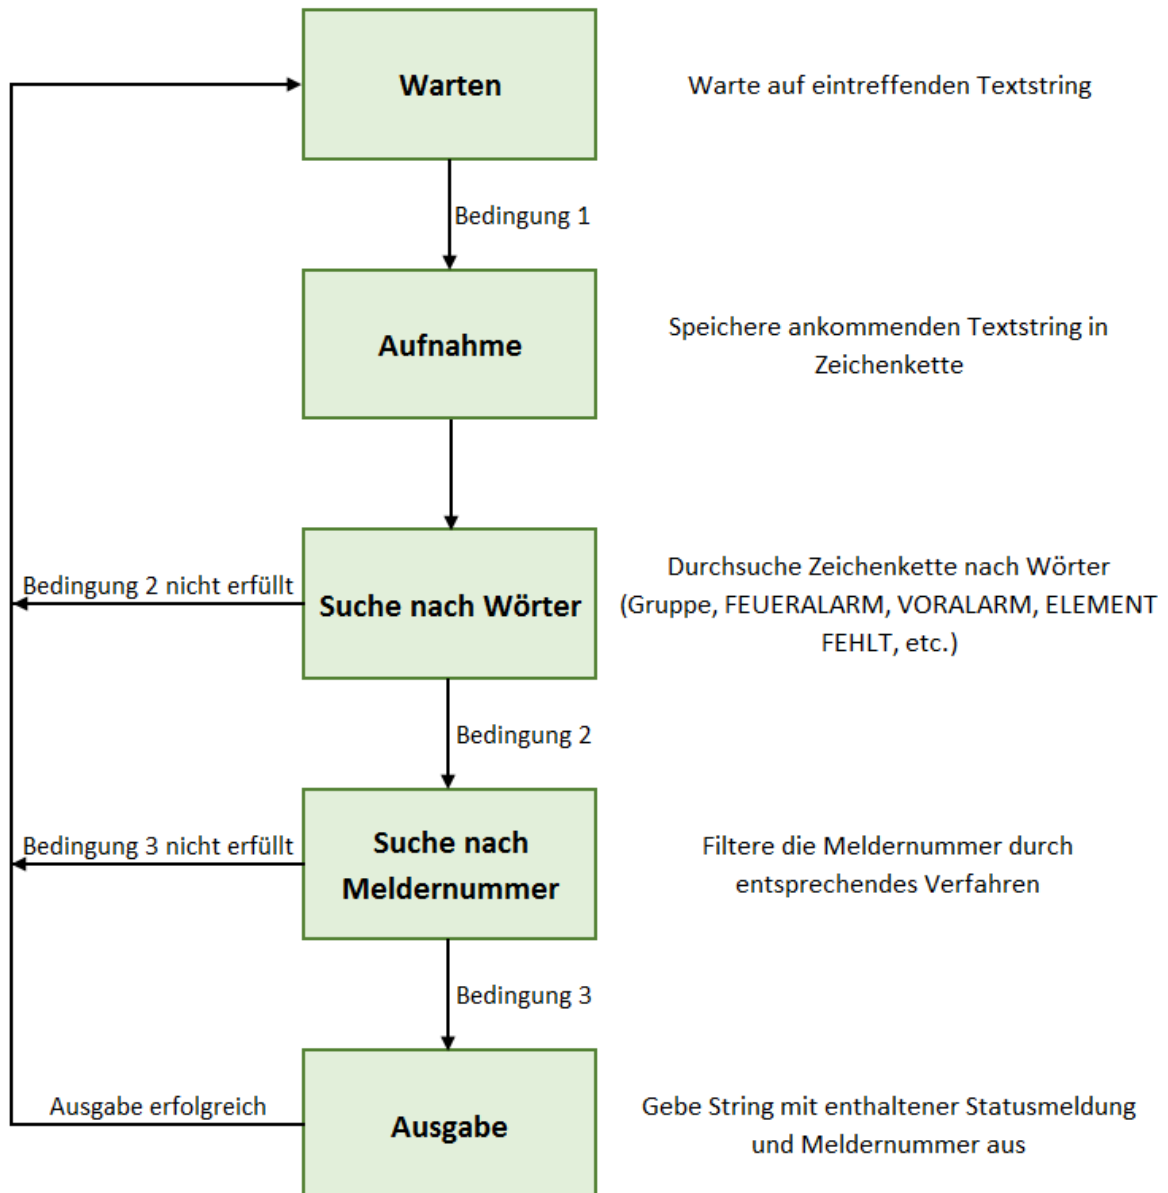 Warten
Warte auf eintreffenden Textstring
Bedingung 1
Aufnahme
Speichere ankommenden Textstring in
Zeichenkette
Bedingung 2 nicht erfüllt
Suche nach Wörter
Durchsuche Zeichenkette nach Wörter
(Gruppe, FEUERALARM, VORALARM, ELEMENT
FEHLT, etc.)
Bedingung 2
Bedingung 3 nicht erfüllt
Suche nach
Meldernummer
Filtere die Meldernummer durch
entsprechendes Verfahren
Bedingung 3
Ausgabe erfolgreich
Ausgabe
Gebe String mit enthaltener Statusmeldung
und Meldernummer aus